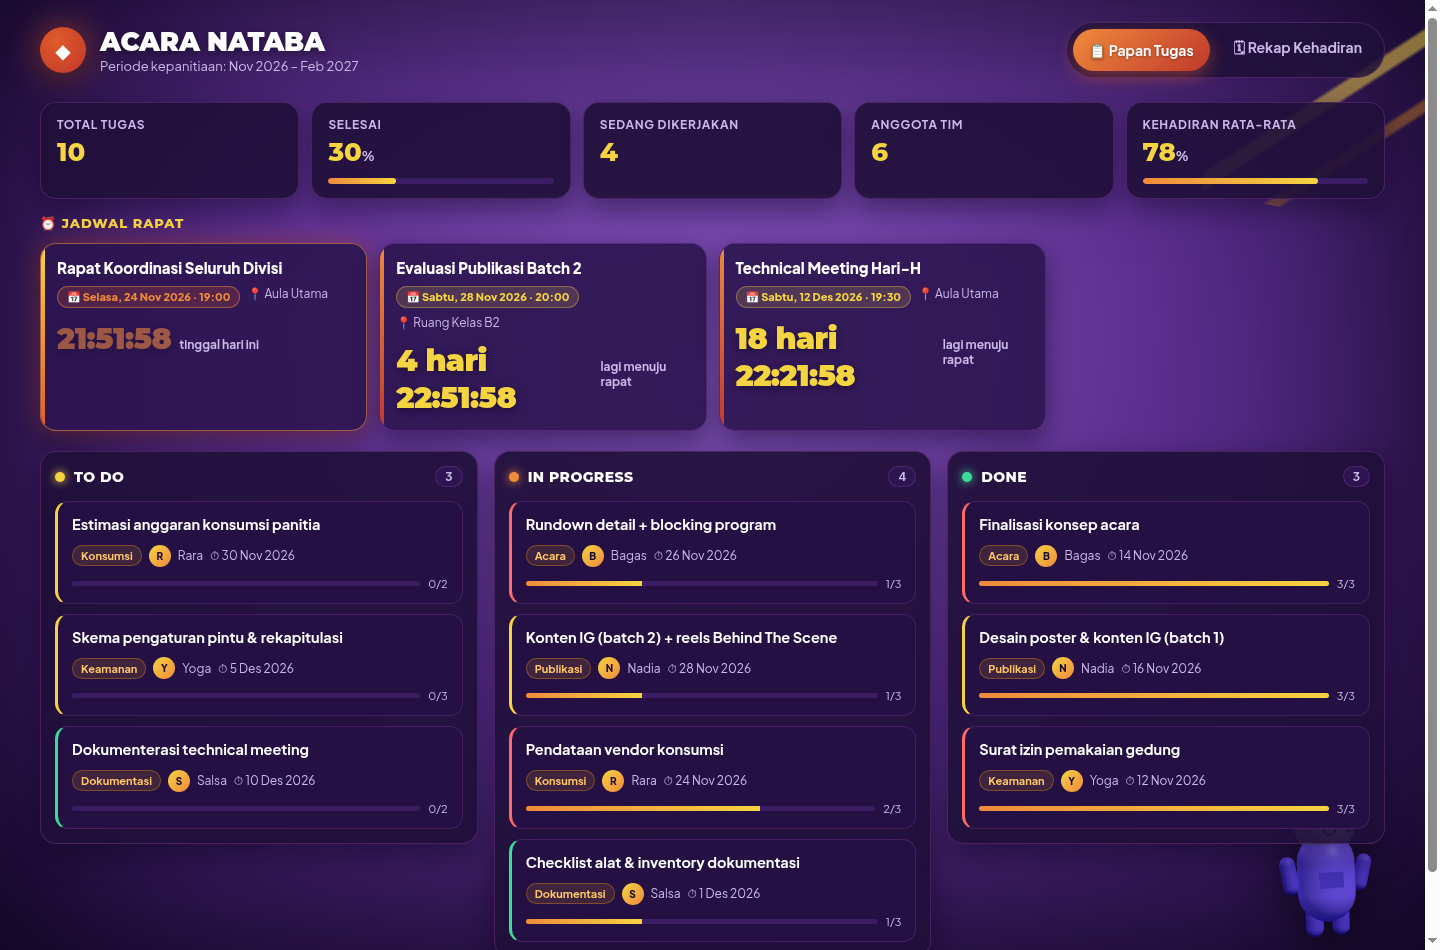 ACARA NATABA
Periode kepanitiaan: Nov 2026 – Feb 2027
📋 Papan Tugas
🗓 Rekap Kehadiran
TOTAL TUGAS
10
SELESAI
30%
SEDANG DIKERJAKAN
4
ANGGOTA TIM
6
KEHADIRAN RATA-RATA
78%
⏰ JADWAL RAPAT
Rapat Koordinasi Seluruh Divisi
📅 Selasa, 24 Nov 2026 · 19:00 📍 Aula Utama
21:51:58 tinggal hari ini
Evaluasi Publikasi Batch 2
📅 Sabtu, 28 Nov 2026 · 20:00
📍 Ruang Kelas B2
4 hari
22:51:58
lagi menuju
rapat
Technical Meeting Hari-H
📅 Sabtu, 12 Des 2026 · 19:30 📍 Aula Utama
18 hari
22:21:58
lagi menuju
rapat
TO DO 3
Estimasi anggaran konsumsi panitia
Konsumsi R Rara ⏱ 30 Nov 2026
0/2
Skema pengaturan pintu & rekapitulasi
Keamanan Y Yoga ⏱ 5 Des 2026
0/3
Dokumenterasi technical meeting
Dokumentasi S Salsa ⏱ 10 Des 2026
0/2
IN PROGRESS 4
Rundown detail + blocking program
Acara B Bagas ⏱ 26 Nov 2026
1/3
Konten IG (batch 2) + reels Behind The Scene
Publikasi N Nadia ⏱ 28 Nov 2026
1/3
Pendataan vendor konsumsi
Konsumsi R Rara ⏱ 24 Nov 2026
2/3
Checklist alat & inventory dokumentasi
Dokumentasi S Salsa ⏱ 1 Des 2026
1/3
DONE 3
Finalisasi konsep acara
Acara B Bagas ⏱ 14 Nov 2026
3/3
Desain poster & konten IG (batch 1)
Publikasi N Nadia ⏱ 16 Nov 2026
3/3
Surat izin pemakaian gedung
Keamanan Y Yoga ⏱ 12 Nov 2026
3/3